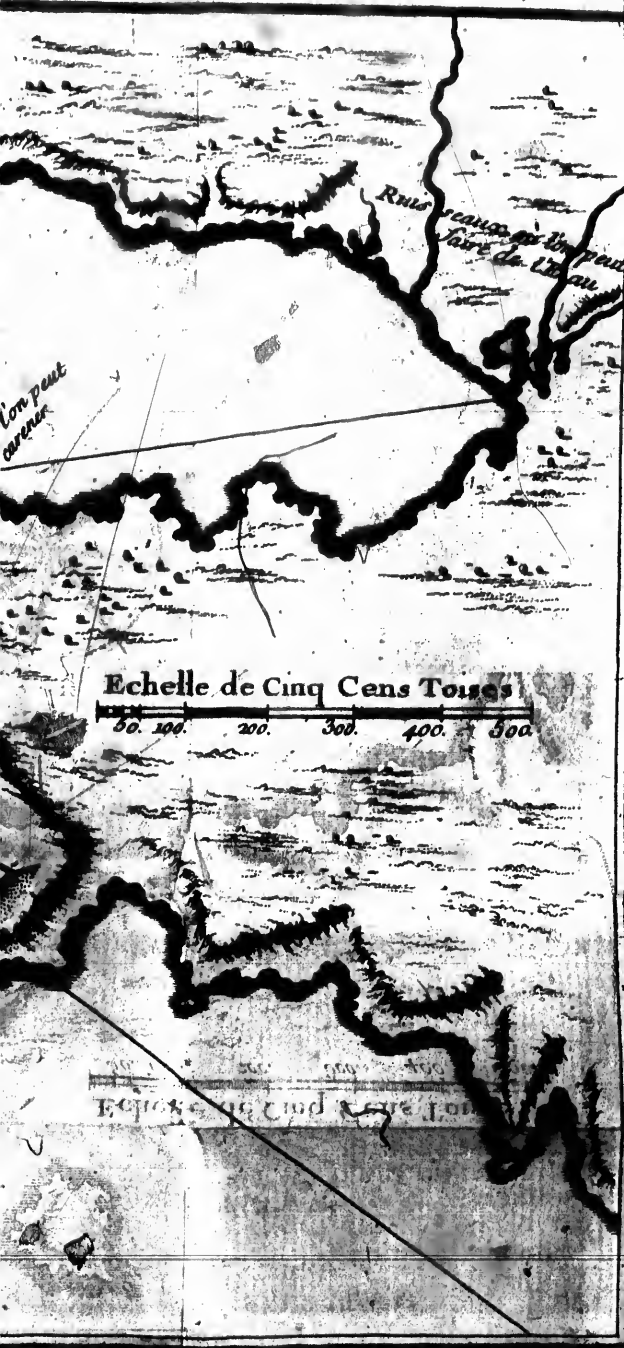 Ruisseaux ou l'on peut
faire de l'Eau
l'on peut
carener
Echelle de Cinq Cens Toises
50. 100. 200. 300. 400. 500.